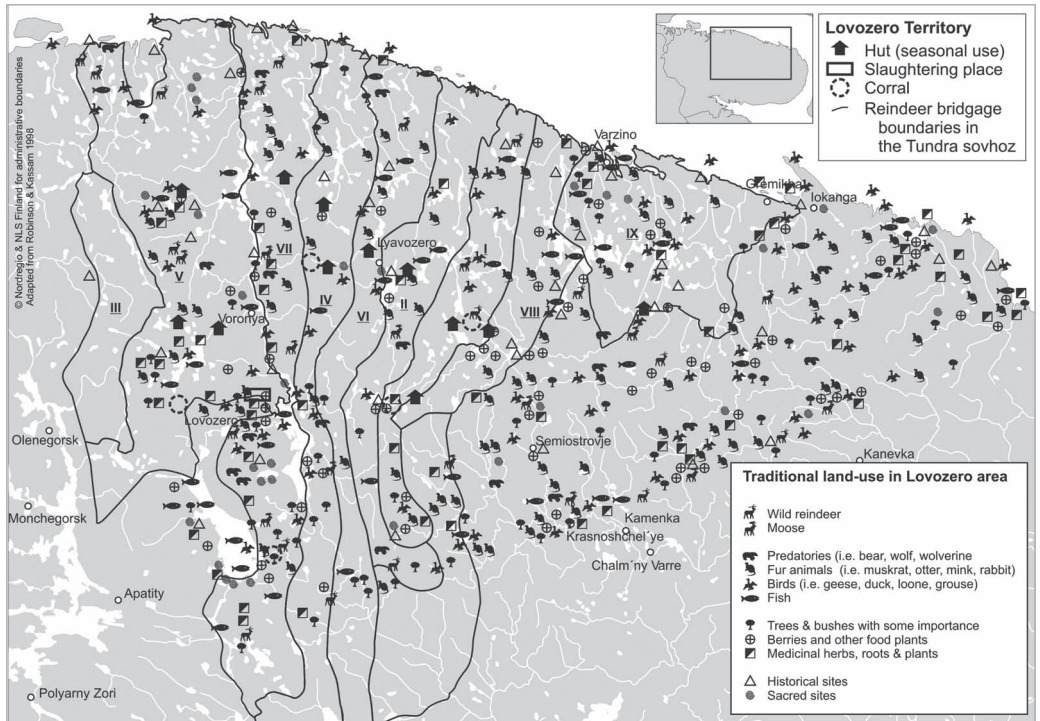 © Nordregio & NLS Finland for administrative boundaries
Adapted from Robinson & Kassam 1998
Lovozero Territory
Hut (seasonal use)
Slaughtering place
Corral
Reindeer bridgage
boundaries in
the Tundra sovhoz
Varzino
Gremikha
Iokanga
IX
I
Lyavozero
VII
V
III
IV
II
VI
VIII
Voronya
Lovozero
Olenegorsk
Semiostrovje
Kanevka
Monchegorsk
Kamenka
Krasnoshchel´ye
Chalm´ny Varre
Apatity
Polyarny Zori
Traditional land-use in Lovozero area
Wild reindeer
Moose
Predatories (i.e. bear, wolf, wolverine
Fur animals (i.e. muskrat, otter, mink, rabbit)
Birds (i.e. geese, duck, loone, grouse)
Fish
Trees & bushes with some importance
Berries and other food plants
Medicinal herbs, roots & plants
Historical sites
Sacred sites